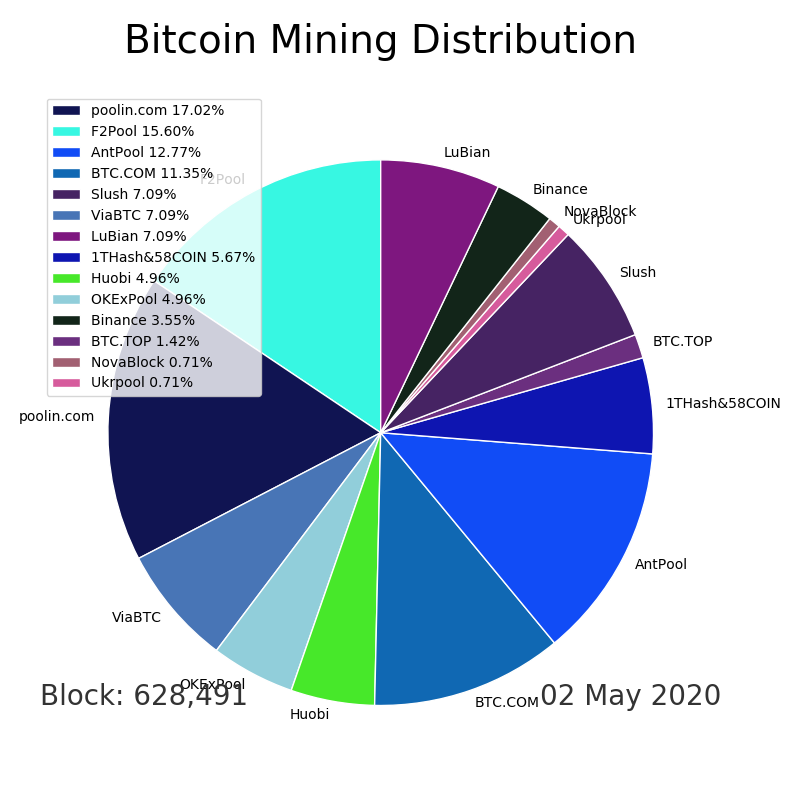 Bitcoin Mining Distribution
poolin.com 17.02%
F2Pool 15.60%
AntPool 12.77%
BTC.COM 11.35%
Slush 7.09%
ViaBTC 7.09%
LuBian 7.09%
1THash&58COIN 5.67%
Huobi 4.96%
OKExPool 4.96%
Binance 3.55%
BTC.TOP 1.42%
NovaBlock 0.71%
Ukrpool 0.71%
F2Pool
LuBian
Binance
NovaBlock
Ukrpool
Slush
BTC.TOP
1THash&58COIN
poolin.com
AntPool
ViaBTC
OKExPool
Huobi
BTC.COM
Block: 628,491
02 May 2020